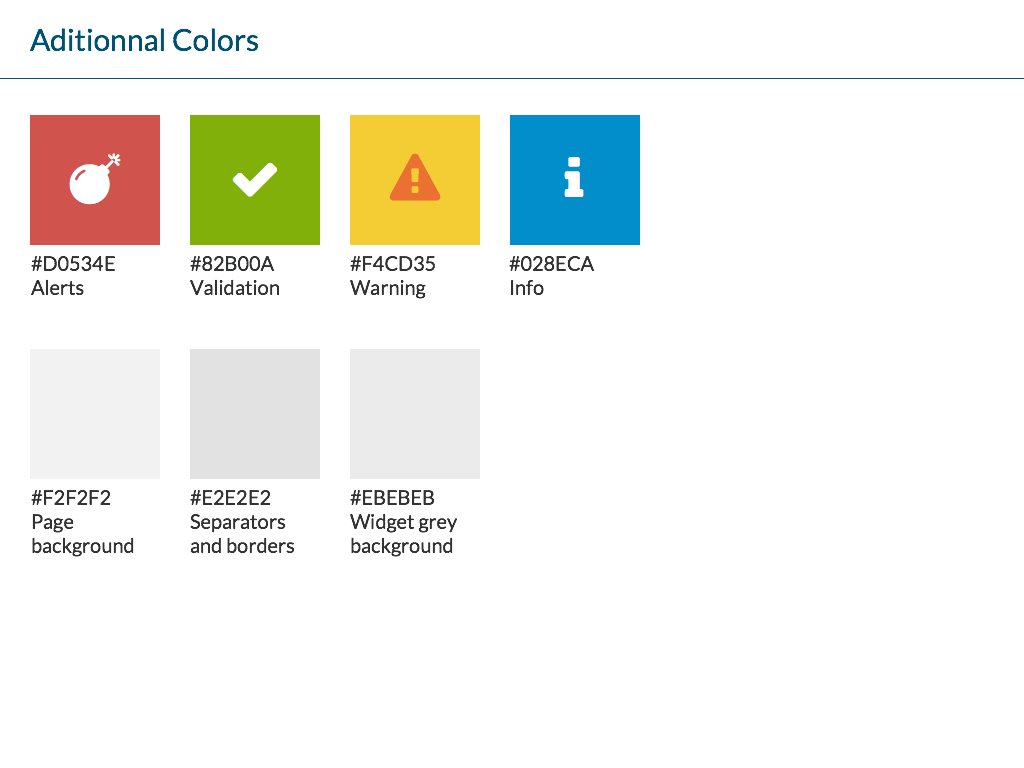 Aditionnal Colors
#D0534E
Alerts
#82B00A
Validation
#F4CD35
Warning
#028ECA
Info
#F2F2F2
Page
background
#E2E2E2
Separators
and borders
#EBEBEB
Widget grey
background